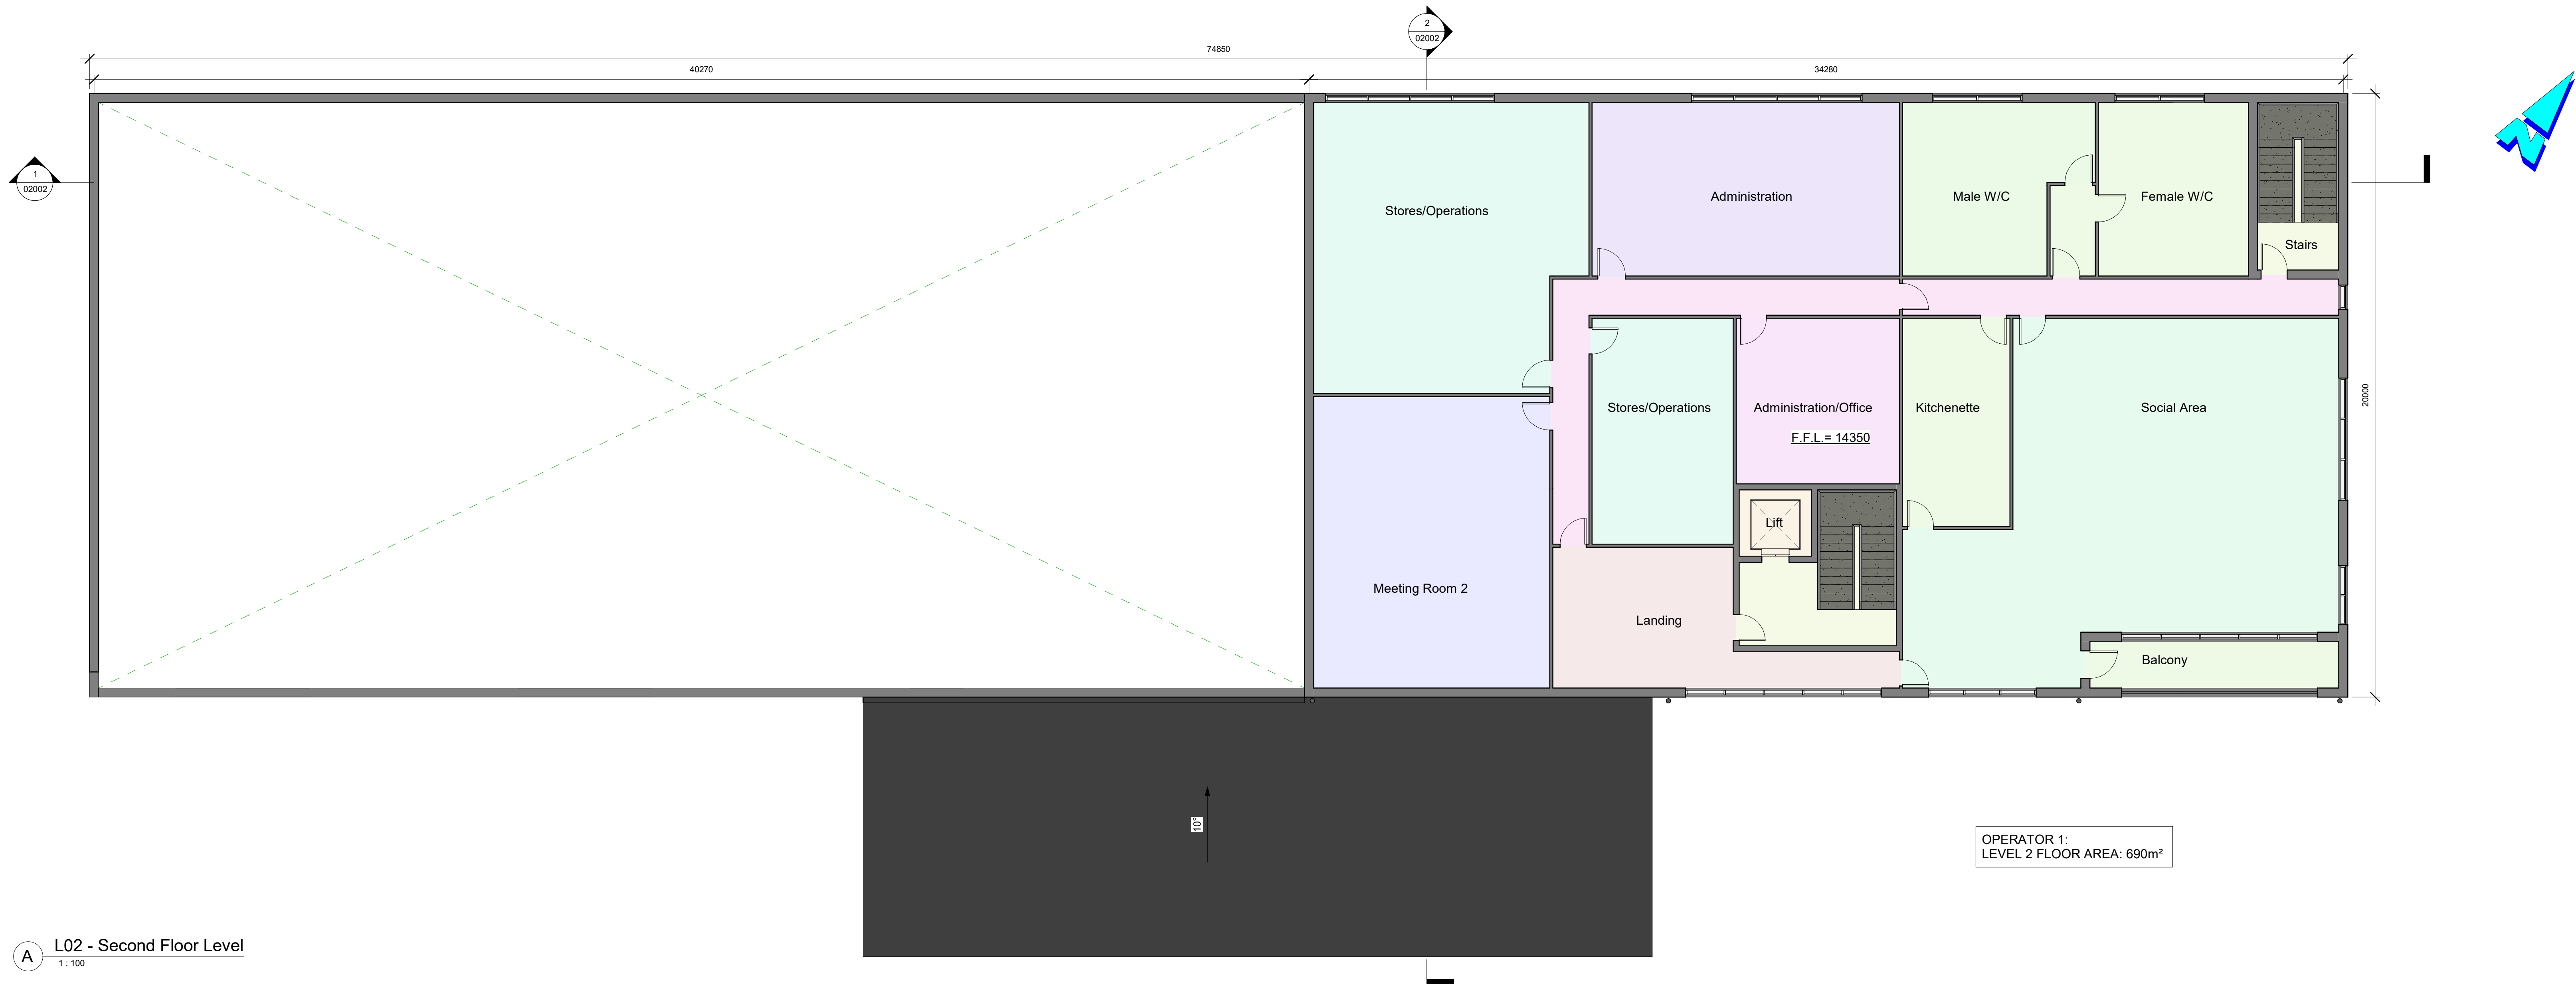 2
02002
74850
40270
34280
1
02002
Stores/Operations
Administration
Male W/C
Female W/C
Stairs
Stores/Operations
Administration/Office
F.F.L.= 14350
Kitchenette
Social Area
20000
Lift
Meeting Room 2
Landing
Balcony
10°
OPERATOR 1:
LEVEL 2 FLOOR AREA: 690m²
A
L02 - Second Floor Level
1 : 100
N